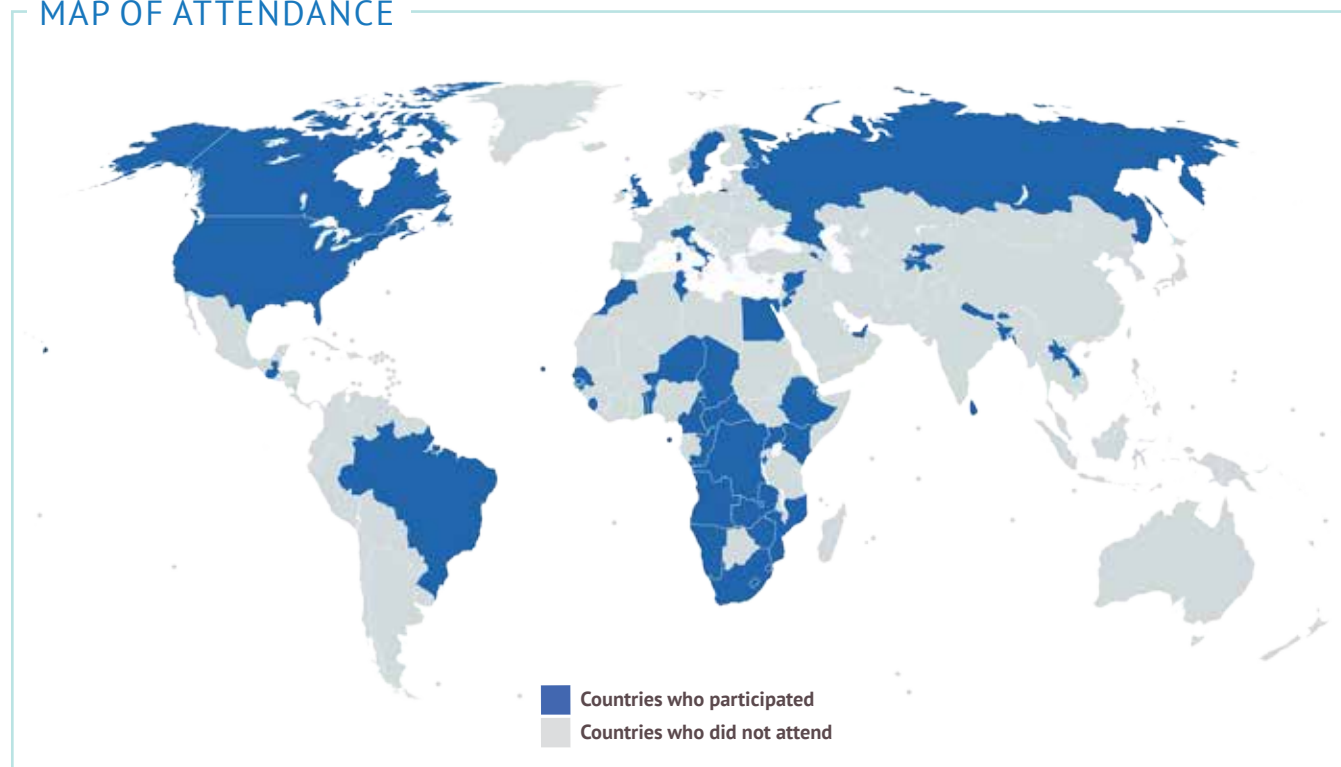 MAP OF ATTENDANCE
Countries who participated
Countries who did not attend